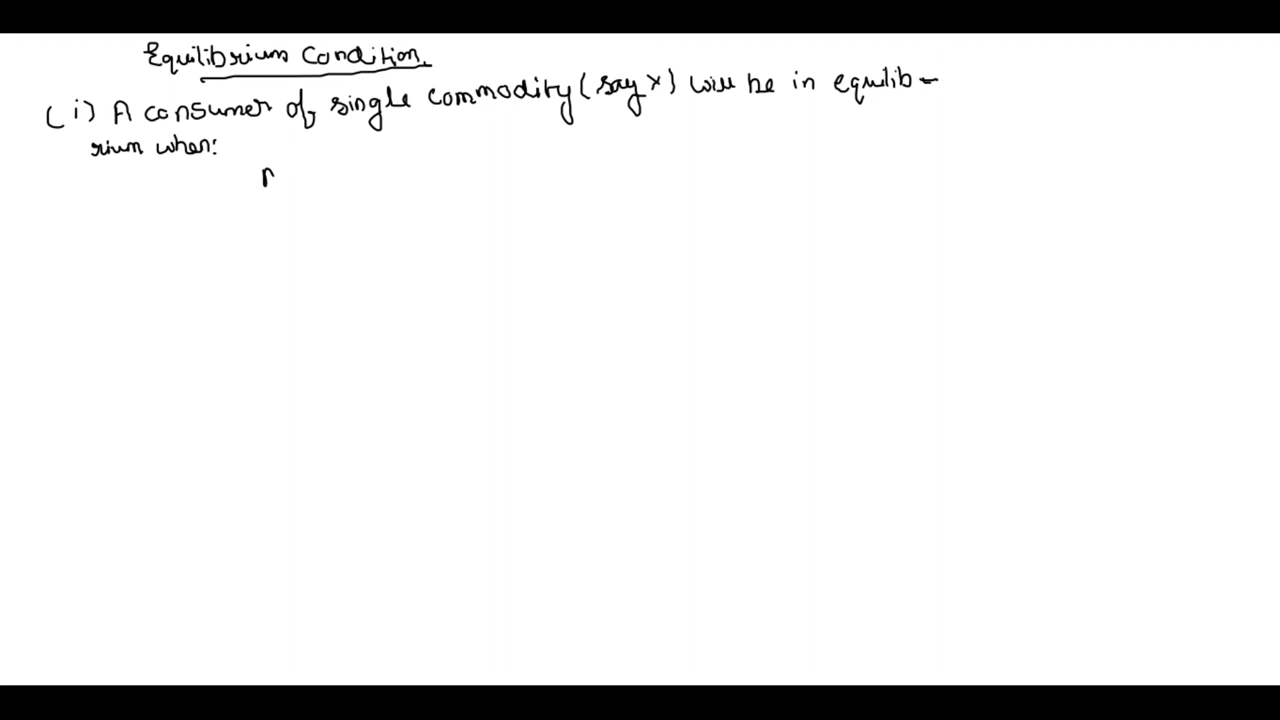 Equilibrium Condition.
(i) A consumer of single commodity (say x) will be in equilib-
rium when: